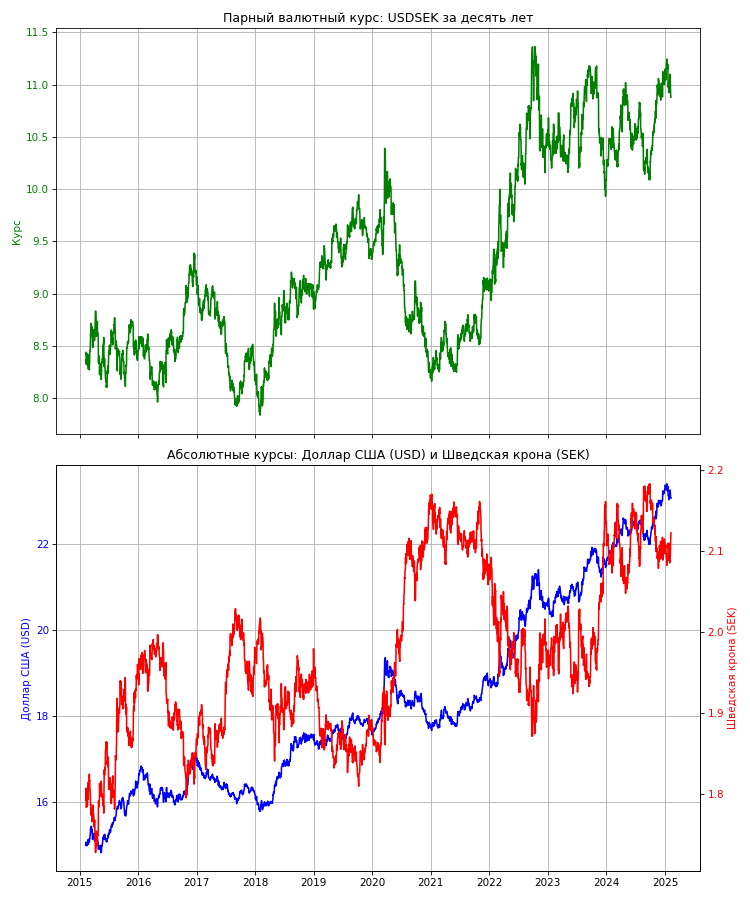 Парный валютный курс: USDSEK за десять лет
11.5
11.0
10.5
10.0
9.5
9.0
8.5
8.0
Курс
Абсолютные курсы: Доллар США (USD) и Шведская крона (SEK)
22
20
18
16
Доллар США (USD)
2.2
2.1
2.0
1.9
1.8
Шведская крона (SEK)
2015 2016 2017 2018 2019 2020 2021 2022 2023 2024 2025